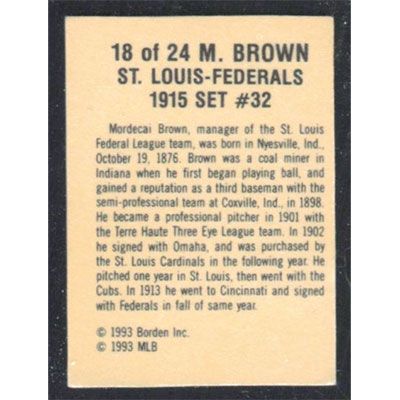 18 of 24 M. BROWN
ST. LOUIS-FEDERALS
1915 SET #32
Mordecai Brown, manager of the St. Louis
Federal League team, was born in Nyesville, Ind.,
October 19, 1876. Brown was a coal miner in
Indiana when he first began playing ball, and
gained a reputation as a third baseman with the
semi-professional team at Coxville, Ind., in 1898.
He became a professional pitcher in 1901 with
the Terre Haute Three Eye League team. In 1902
he signed with Omaha, and was purchased by
the St. Louis Cardinals in the following year. He
pitched one year in St. Louis, then went with the
Cubs. In 1913 he went to Cincinnati and signed
with Federals in fall of same year.
© 1993 Borden Inc.
© 1993 MLB